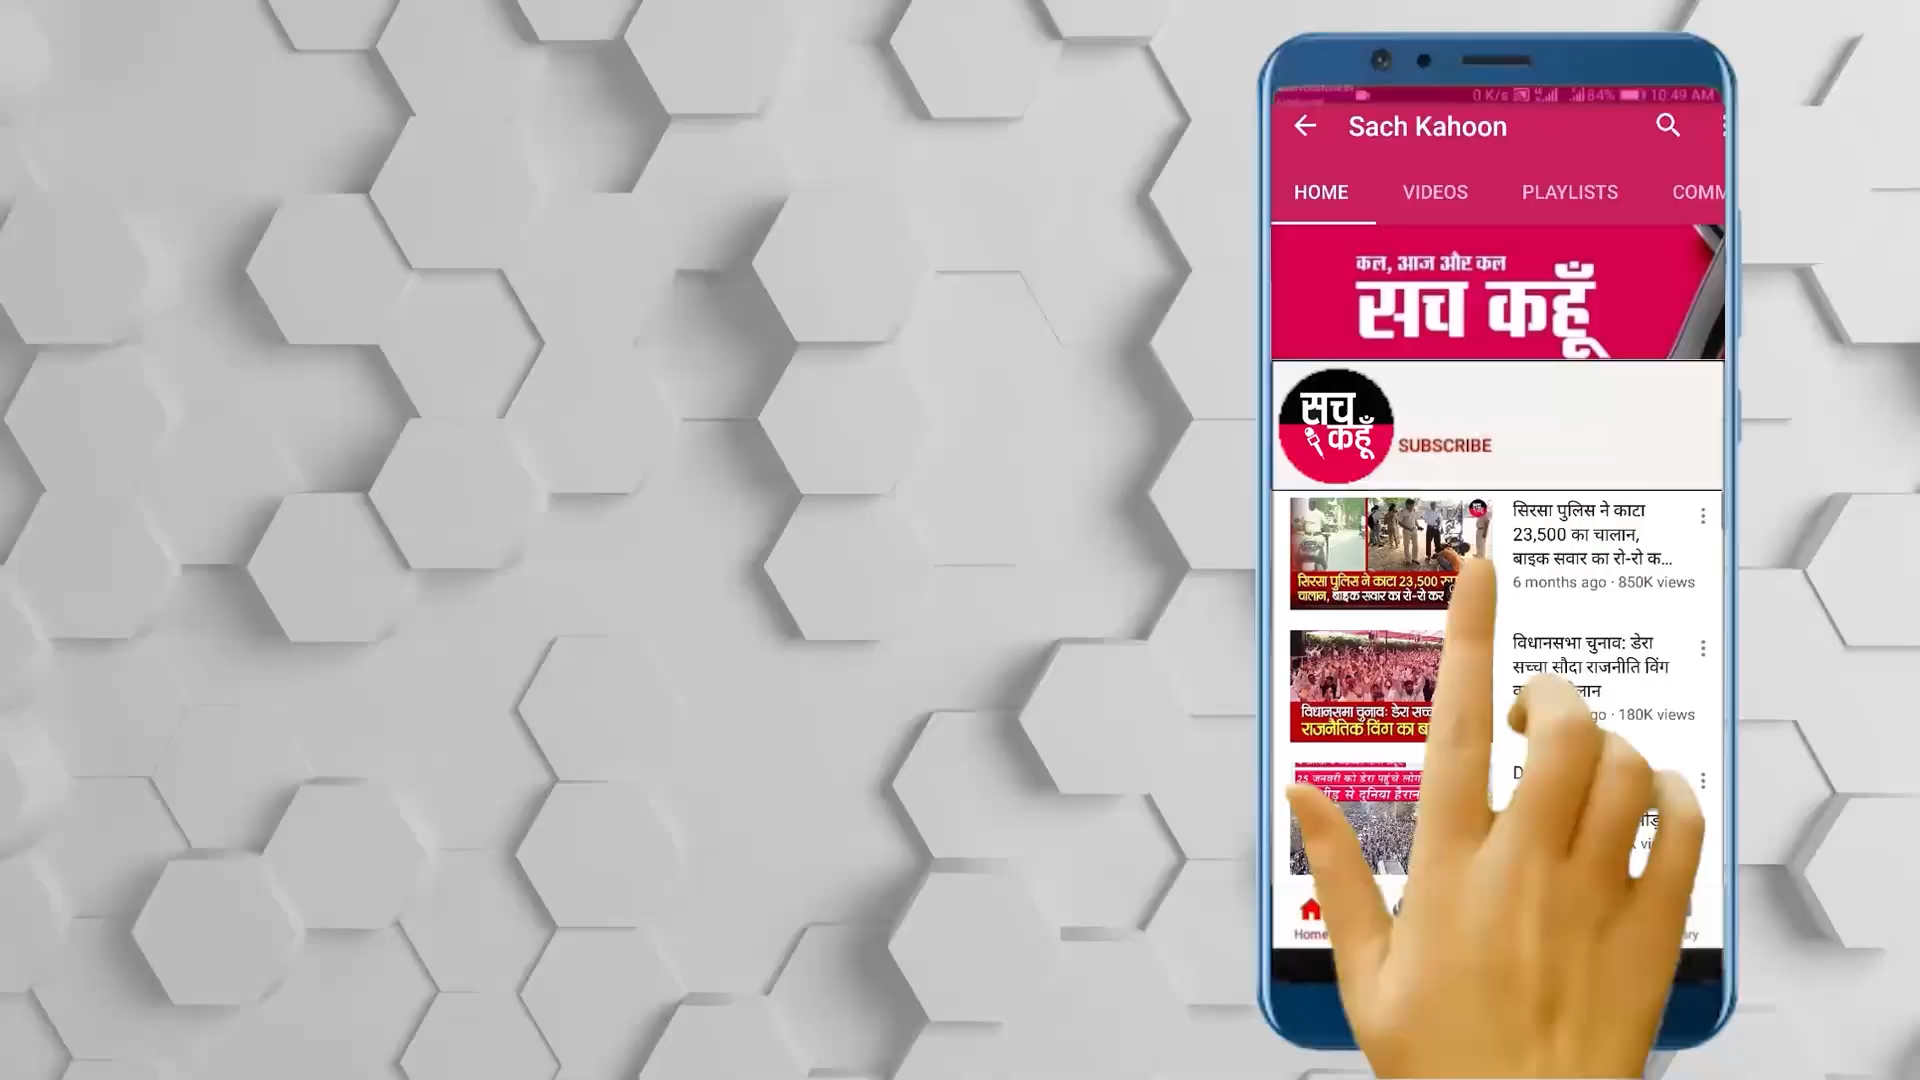 0 K/s 84% 10:49 AM
Sach Kahoon
HOME VIDEOS PLAYLISTS COMM
कल, आज और कल
सच कहूँ
सच
कहूँ
SUBSCRIBE
सिरसा पुलिस ने काटा 23,500
चालान, बाइक सवार का रो-रो कर
सिरसा पुलिस ने काटा
23,500 का चालान,
बाइक सवार का रो-रो क...
6 months ago · 850K views
विधानसभा चुनाव: डेरा
राजनैतिक विंग का
विधानसभा चुनाव: डेरा
सच्चा सौदा राजनीति विंग
180K views
25 जनवरी को डेरा पहुंचे
से दुनिया हैरान
Home